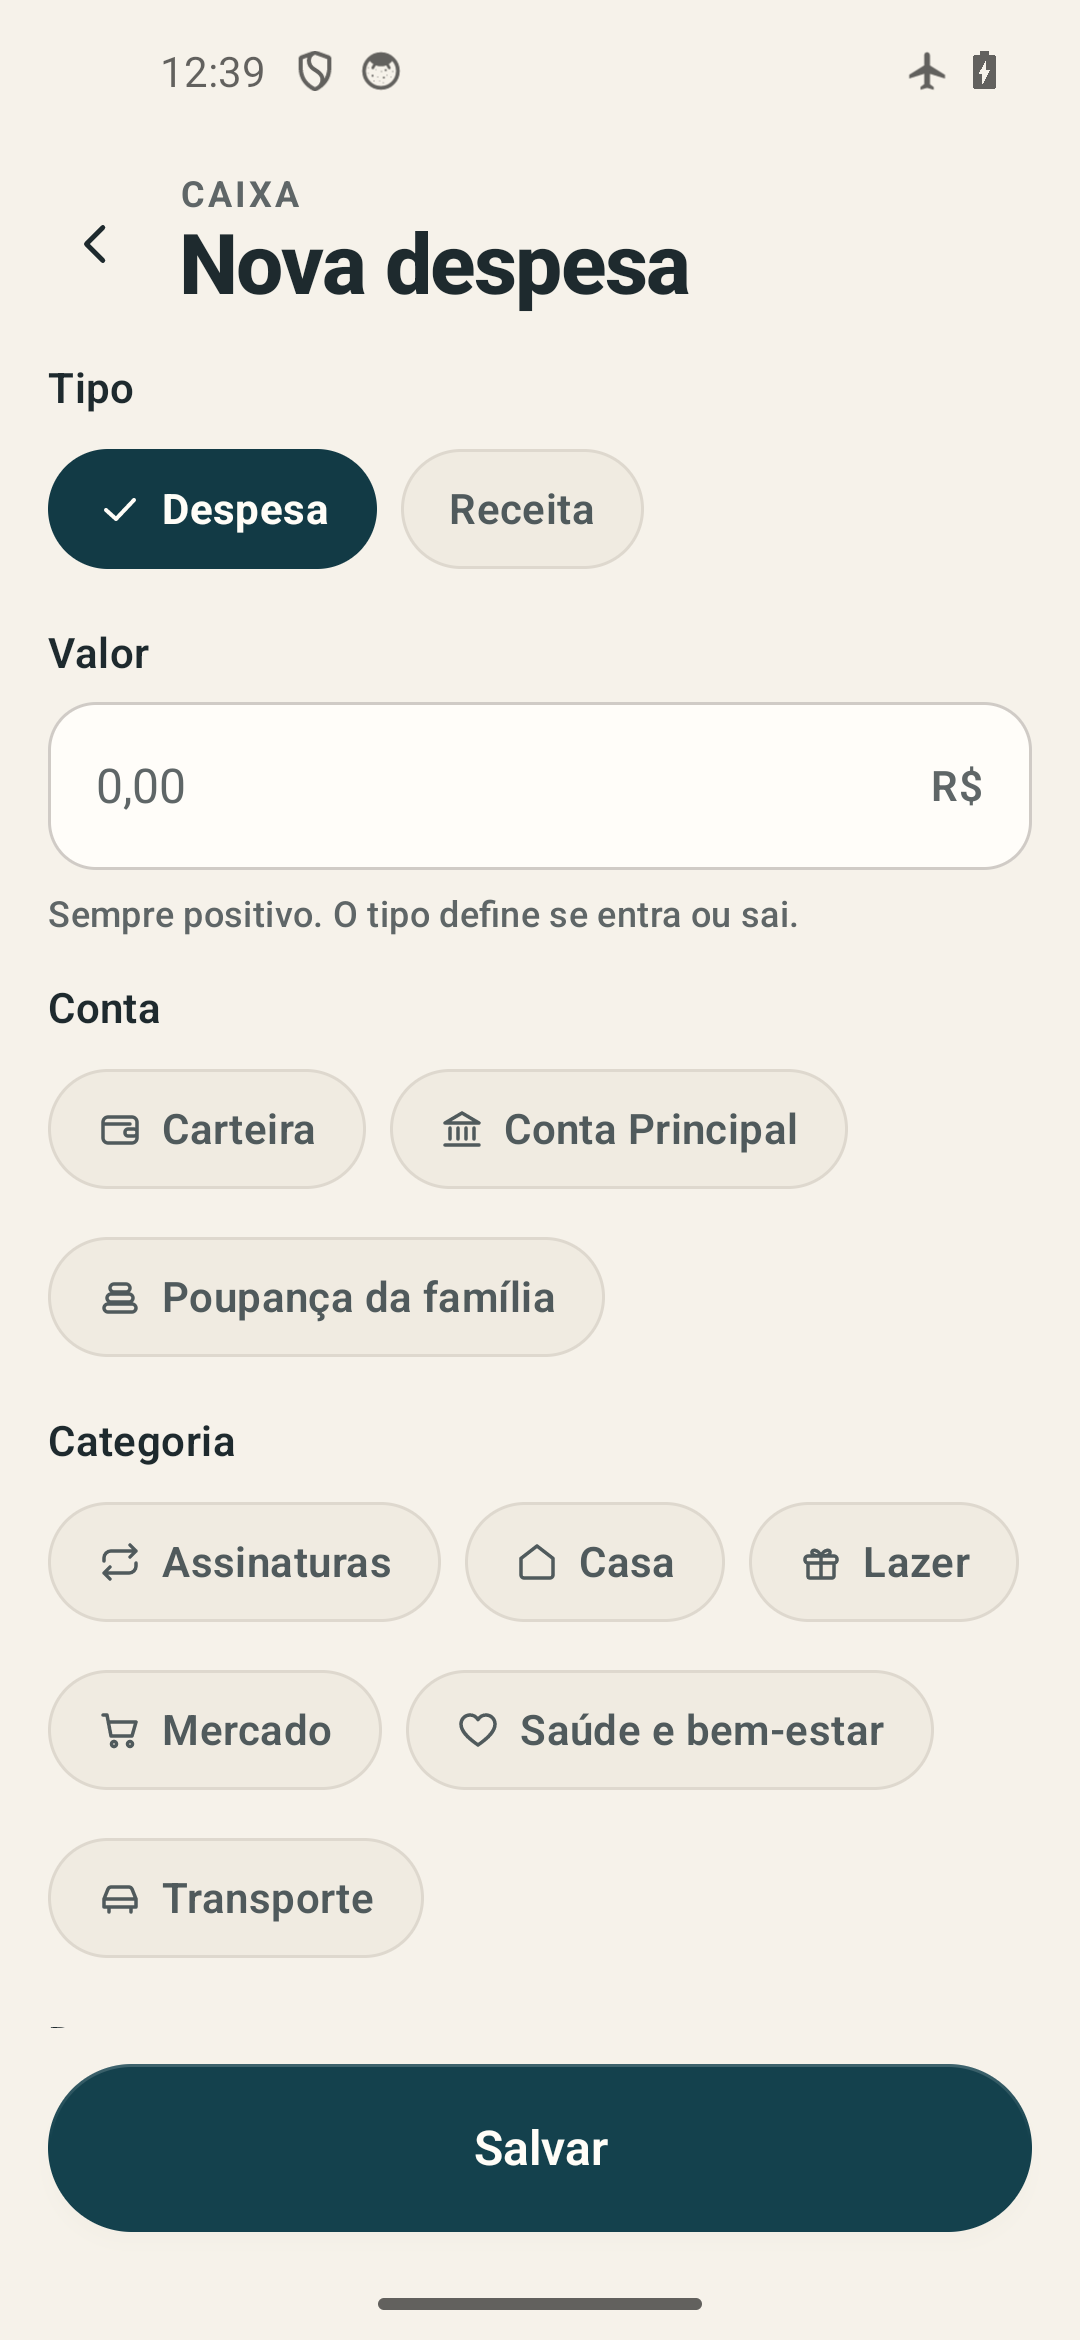 12:39
CAIXA
Nova despesa
Tipo
Despesa
Receita
Valor
0,00
R$
Sempre positivo. O tipo define se entra ou sai.
Conta
Carteira
Conta Principal
Poupança da família
Categoria
Assinaturas
Casa
Lazer
Mercado
Saúde e bem-estar
Transporte
Salvar